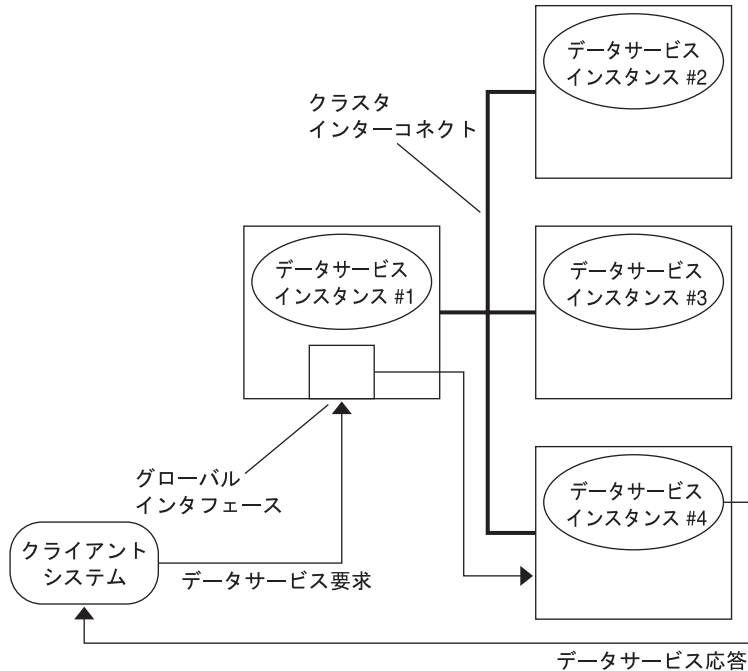 データサービス
インスタンス #2
クラスタ
インターコネクト
データサービス
インスタンス #1
データサービス
インスタンス #3
グローバル
インタフェース
データサービス
インスタンス #4
クライアント
システム
データサービス要求
データサービス応答